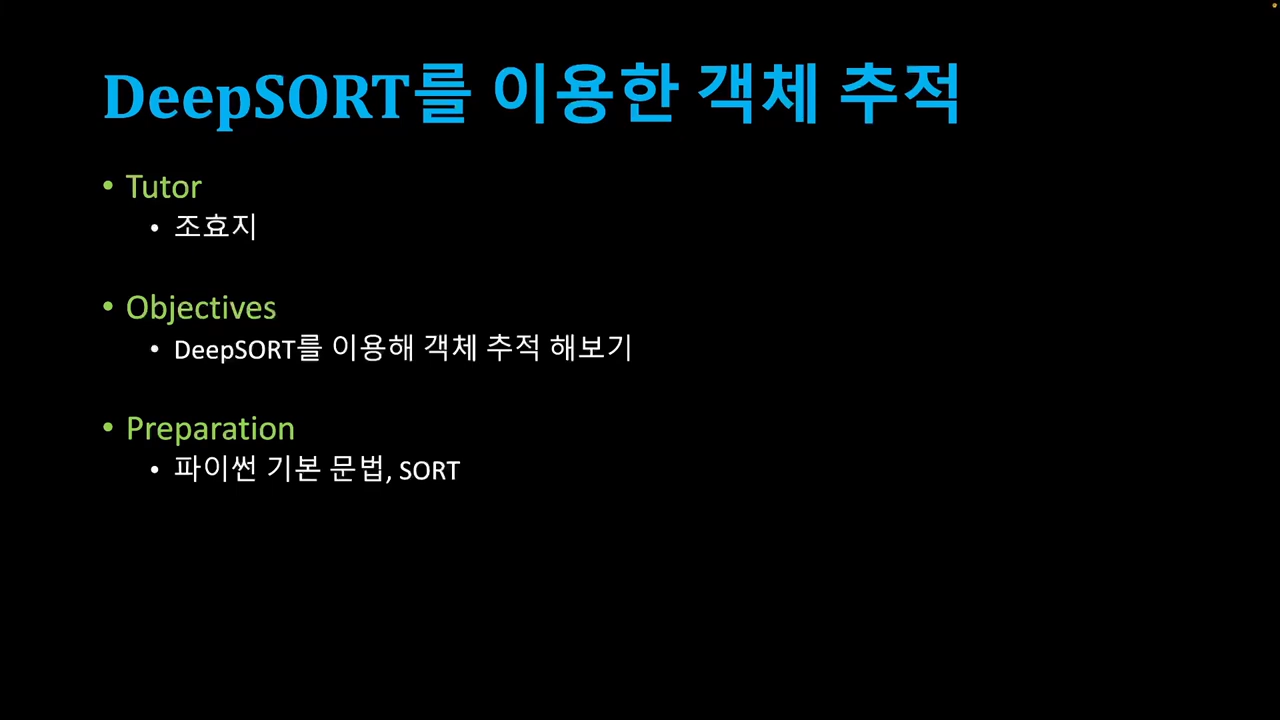 DeepSORT를 이용한 객체 추적
• Tutor
• 조효지
• Objectives
• DeepSORT를 이용해 객체 추적 해보기
• Preparation
• 파이썬 기본 문법, SORT